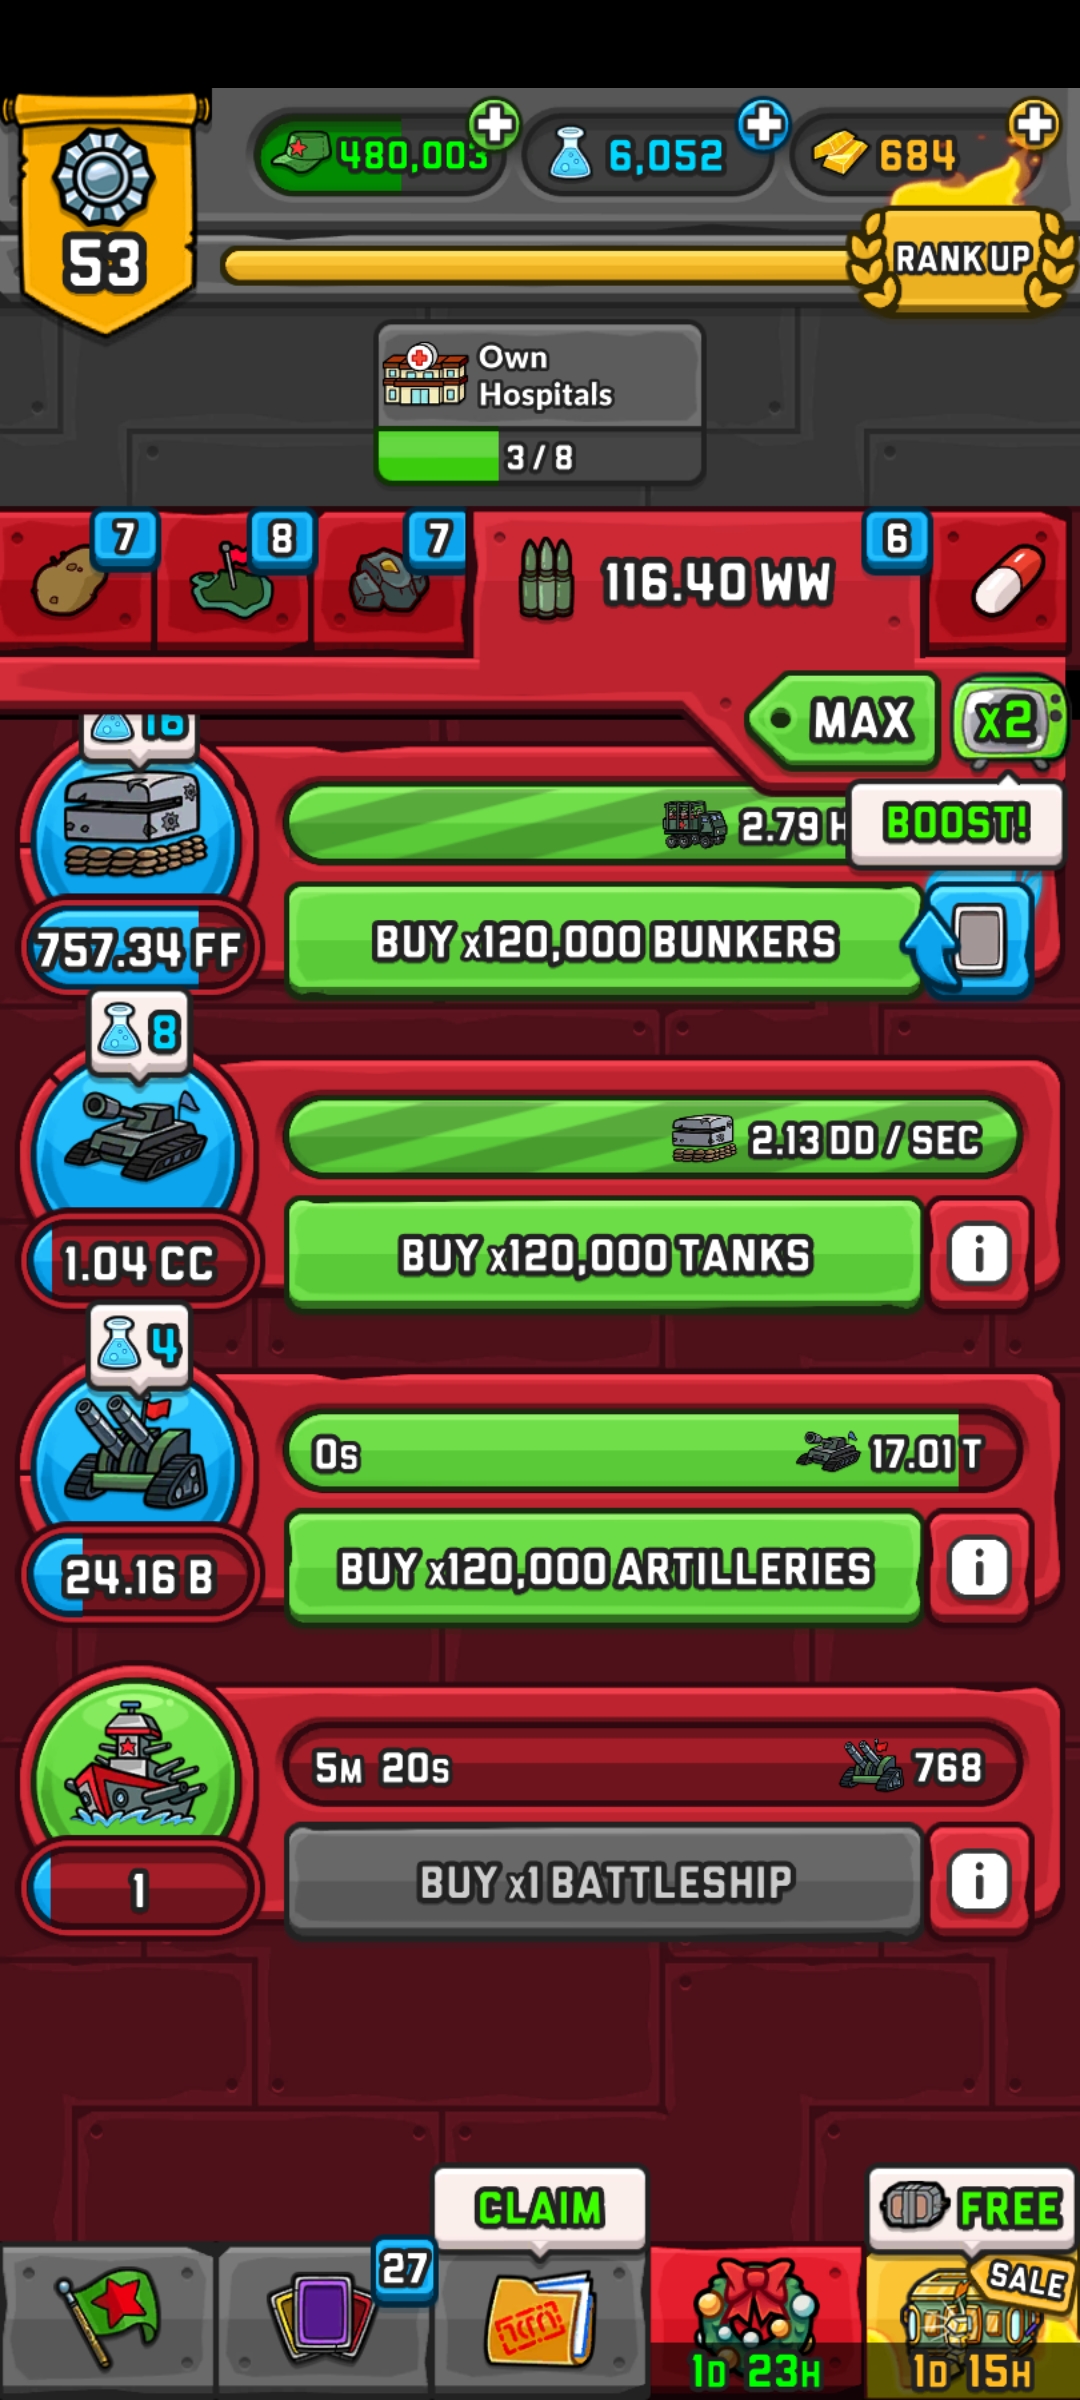 480,003
6,052
684
53
RANK UP
Own
Hospitals
3 / 8
7
8
7
116.40 WW
6
MAX
x2
16
2.79 H
BOOST!
757.34 FF
BUY x120,000 BUNKERS
8
2.13 DD / SEC
1.04 CC
BUY x120,000 TANKS
i
4
0s
17.01 T
24.16 B
BUY x120,000 ARTILLERIES
i
5M 20s
768
1
BUY x1 BATTLESHIP
i
CLAIM
FREE
27
SALE
1D 23H
1D 15H